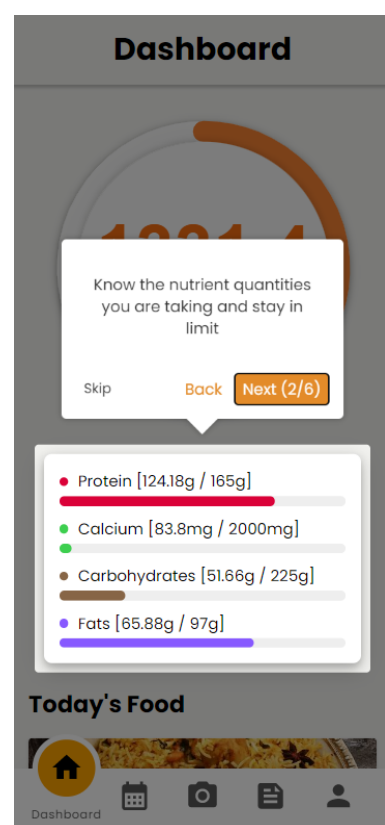 Dashboard
Know the nutrient quantities
you are taking and stay in
limit
Skip
Back
Next (2/6)
Protein [124.18g / 165g]
Calcium [83.8mg / 2000mg]
Carbohydrates [51.66g / 225g]
Fats [65.88g / 97g]
Today's Food
Dashboard